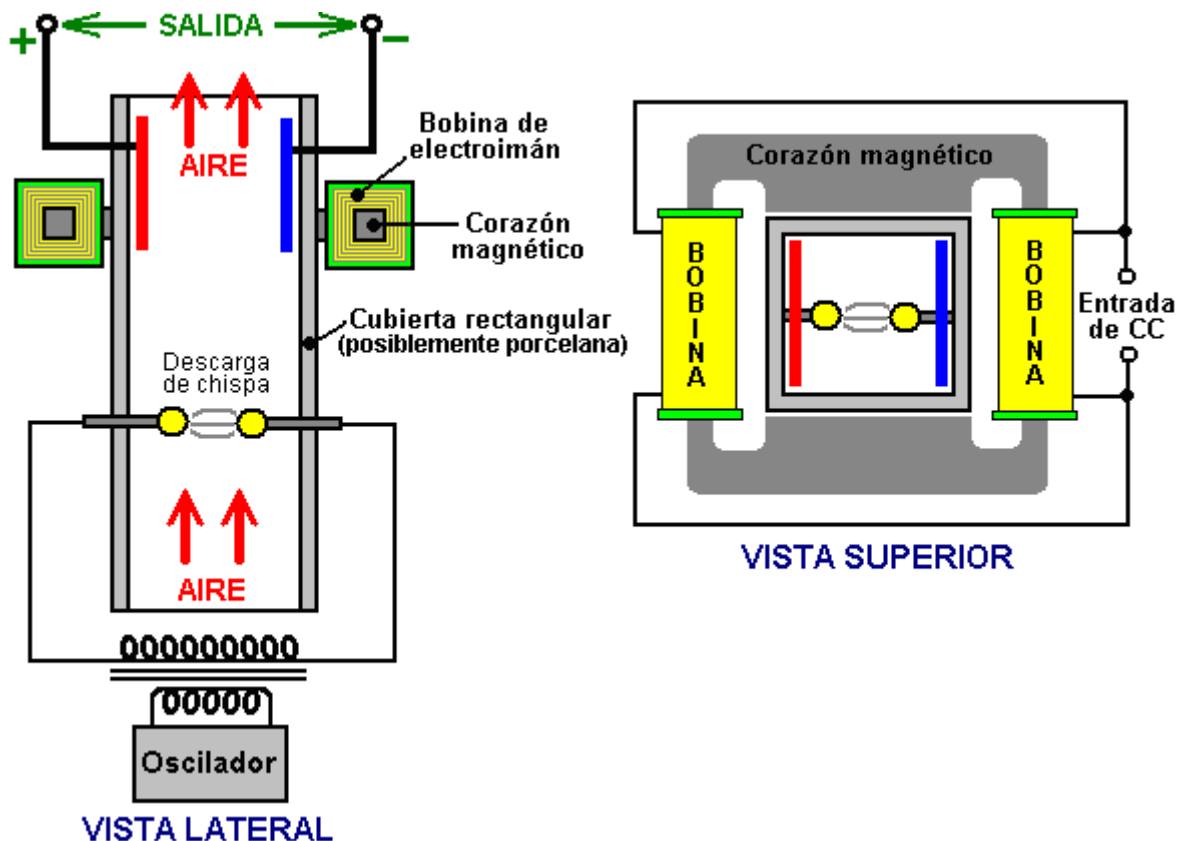 + SALIDA −
AIRE
Bobina de
electroimán
Corazón
magnético
Cubierta rectangular
(posiblemente porcelana)
Descarga
de chispa
AIRE
Oscilador
VISTA LATERAL
Corazón magnético
BOBINA
BOBINA
Entrada
de CC
VISTA SUPERIOR